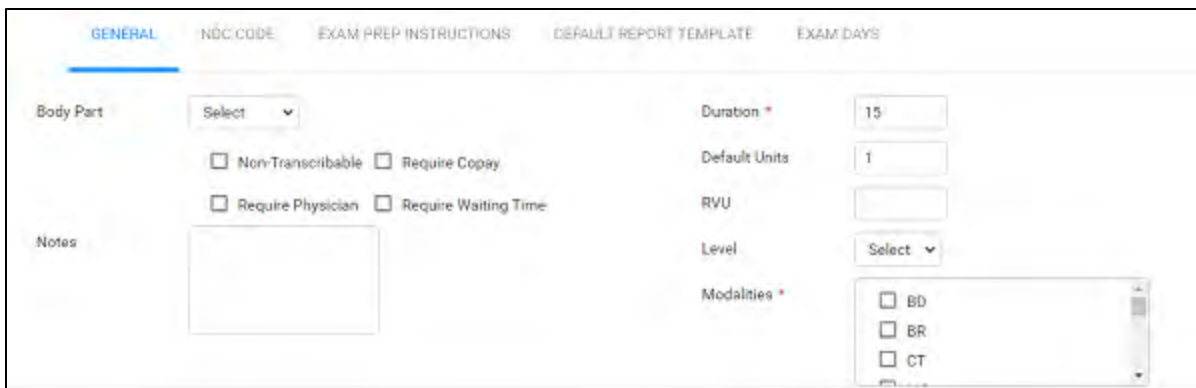 GENERAL NDC CODE EXAM PREP INSTRUCTIONS DEFAULT REPORT TEMPLATE EXAM DAYS
Body Part Select Duration * 15
Non-Transcribable Require Copay Default Units 1
Require Physician Require Waiting Time RVU
Notes Level Select
Modalities *
BD
BR
CT